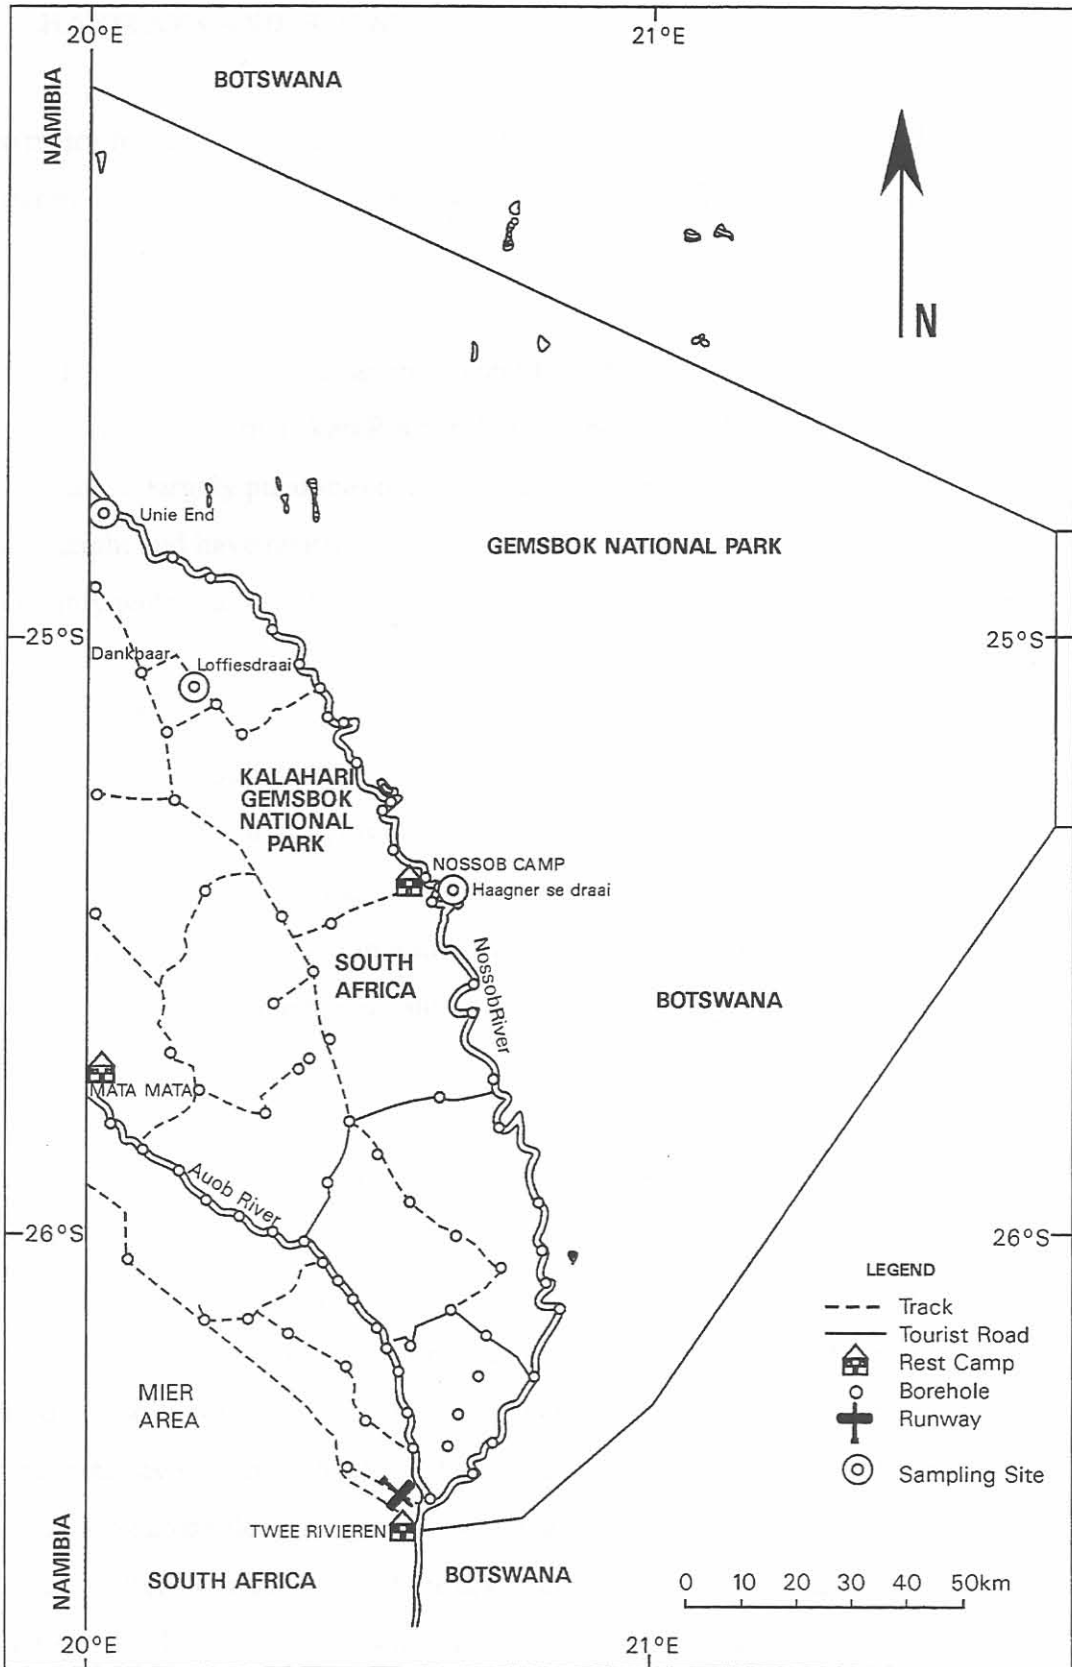 20°E
21°E
NAMIBIA
BOTSWANA
N
Unie End
GEMSBOK NATIONAL PARK
25°S
25°S
Dankbaar
Loffiesdraai
KALAHARI
GEMSBOK
NATIONAL
PARK
NOSSOB CAMP
Haagner se draai
SOUTH
AFRICA
Nossob River
BOTSWANA
MATA MATA
Auob River
26°S
26°S
LEGEND
Track
Tourist Road
Rest Camp
Borehole
Runway
Sampling Site
MIER
AREA
TWEE RIVIEREN
NAMIBIA
SOUTH AFRICA
BOTSWANA
0 10 20 30 40 50km
20°E
21°E